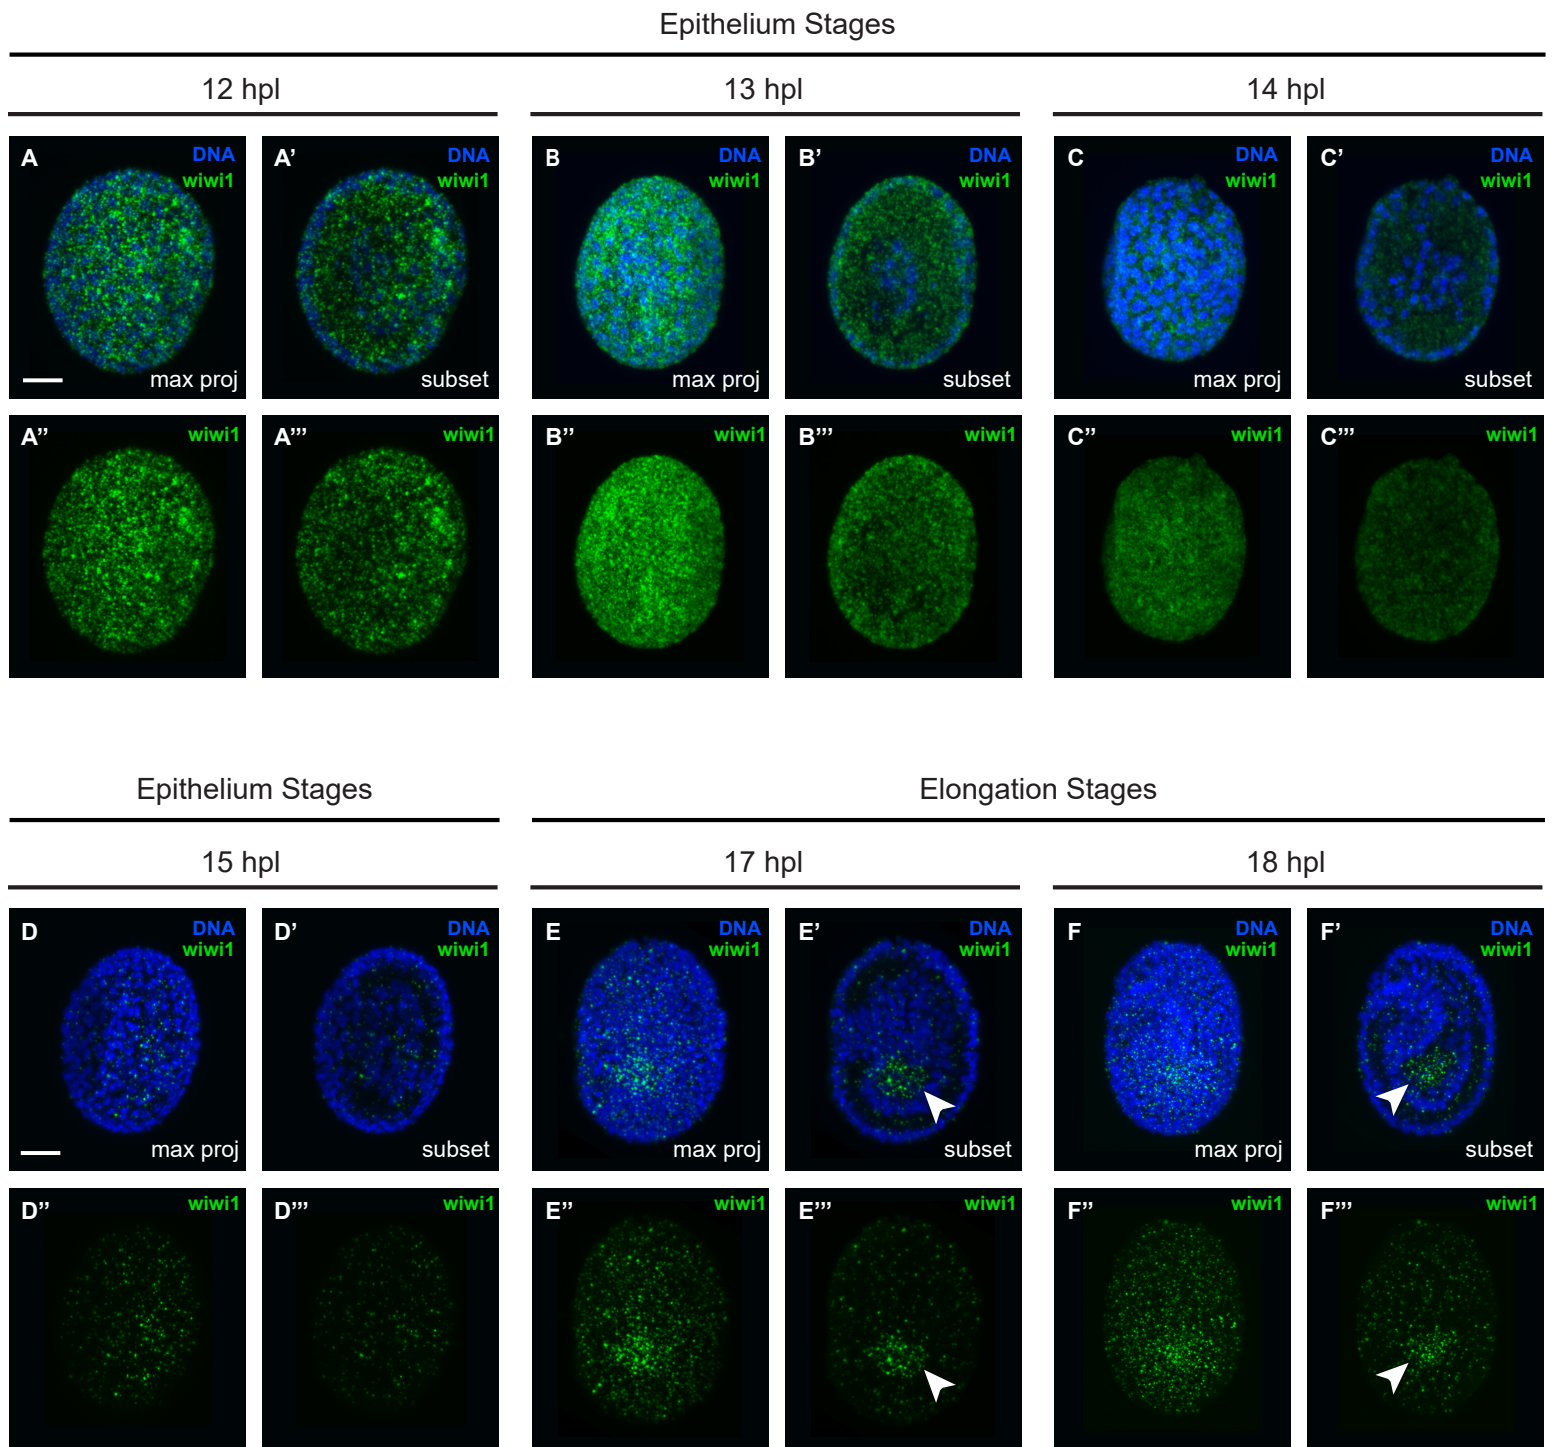 Epithelium Stages
12 hpl
13 hpl
14 hpl
A
DNA
wiwi1
max proj
A’
DNA
wiwi1
subset
B
DNA
wiwi1
max proj
B’
DNA
wiwi1
subset
C
DNA
wiwi1
max proj
C’
DNA
wiwi1
subset
A’’
wiwi1
A’’’
wiwi1
B’’
wiwi1
B’’’
wiwi1
C’’
wiwi1
C’’’
wiwi1
Epithelium Stages
Elongation Stages
15 hpl
17 hpl
18 hpl
D
DNA
wiwi1
max proj
D’
DNA
wiwi1
subset
E
DNA
wiwi1
max proj
E’
DNA
wiwi1
subset
F
DNA
wiwi1
max proj
F’
DNA
wiwi1
subset
D’’
wiwi1
D’’’
wiwi1
E’’
wiwi1
E’’’
wiwi1
F’’
wiwi1
F’’’
wiwi1